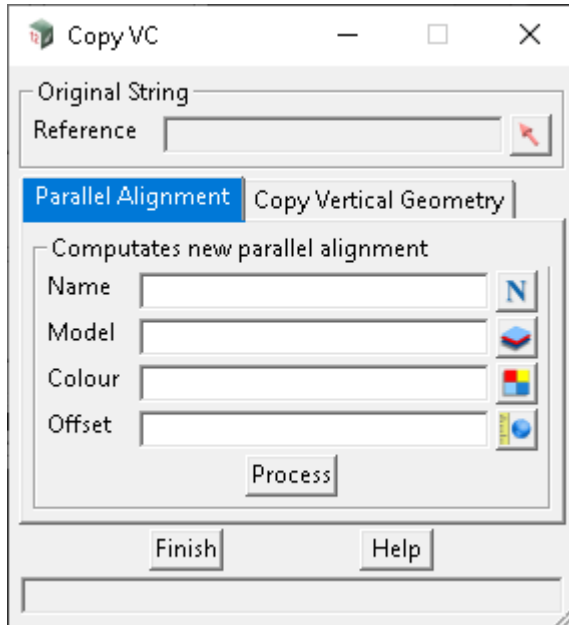 Copy VC
Original String
Reference
Parallel Alignment Copy Vertical Geometry
Computates new parallel alignment
Name N
Model
Colour
Offset
Process
Finish Help